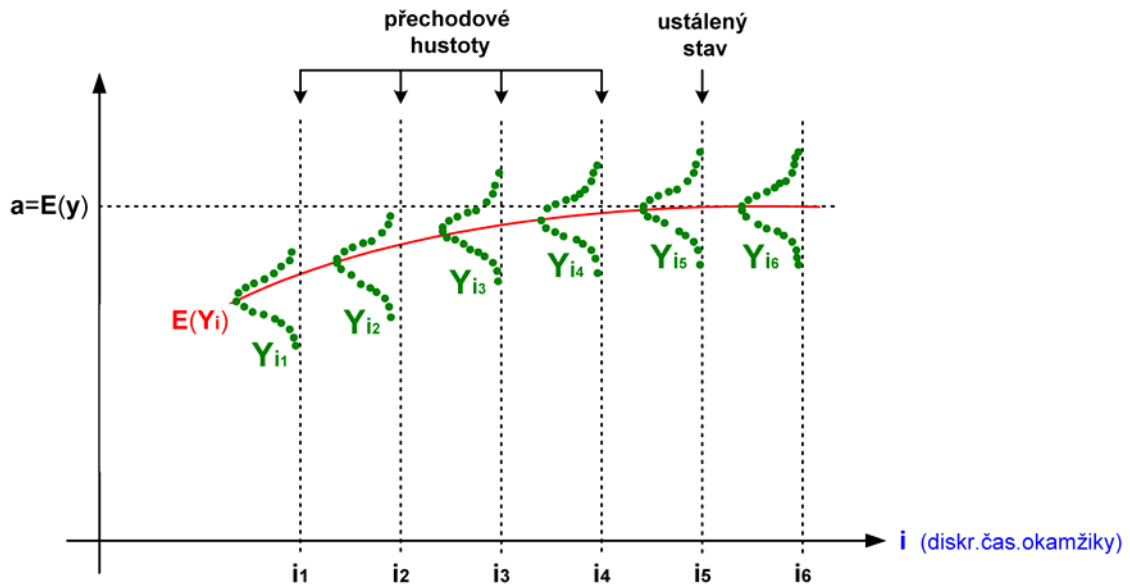 přechodové
hustoty
ustálený
stav
a=E(y)
E(Yi)
Yi1
Yi2
Yi3
Yi4
Yi5
Yi6
i (diskr.čas.okamžiky)
i1 i2 i3 i4 i5 i6